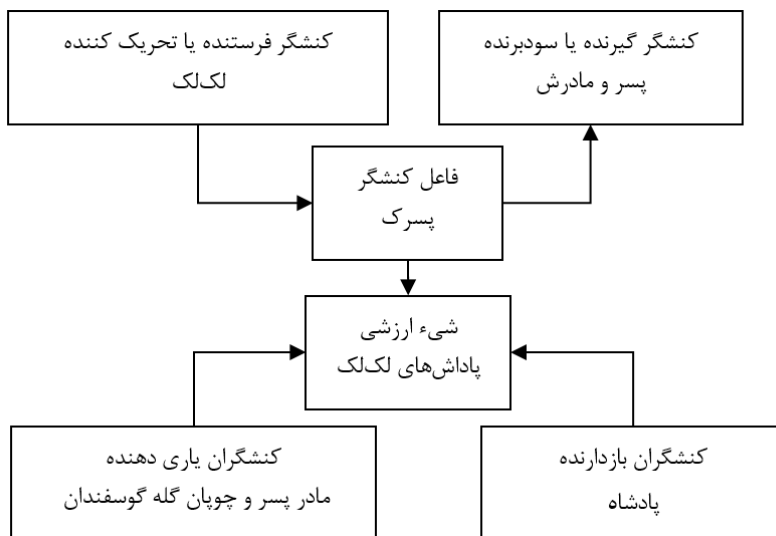 کنشگر گیرنده یا سودبرنده
پسر و مادرش
کنشگر فرستنده یا تحریک کننده
لک‌لک
فاعل کنشگر
پسرک
شیء ارزشی
پاداش‌های لک‌لک
کنشگران بازدارنده
پادشاه
کنشگران یاری دهنده
مادر پسر و چوپان گله گوسفندان